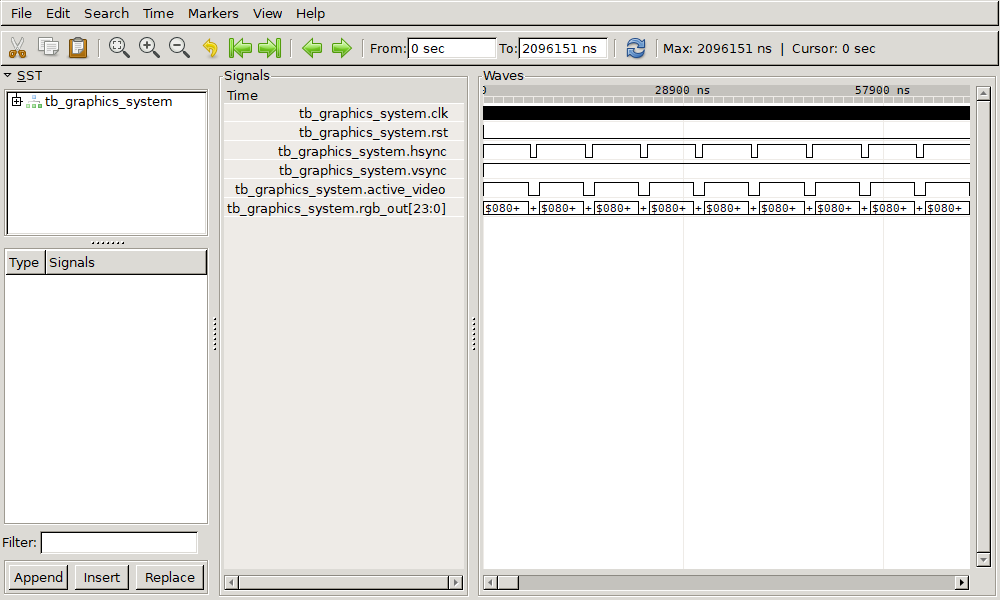 File Edit Search Time Markers View Help
From: 0 sec To: 2096151 ns Max: 2096151 ns | Cursor: 0 sec
SST
tb_graphics_system
Type Signals
Filter:
Append Insert Replace
Signals
Time
tb_graphics_system.clk
tb_graphics_system.rst
tb_graphics_system.hsync
tb_graphics_system.vsync
tb_graphics_system.active_video
tb_graphics_system.rgb_out[23:0]
Waves
0 28900 ns 57900 ns
$080+ + $080+ + $080+ + $080+ + $080+ + $080+ + $080+ + $080+ + $080+